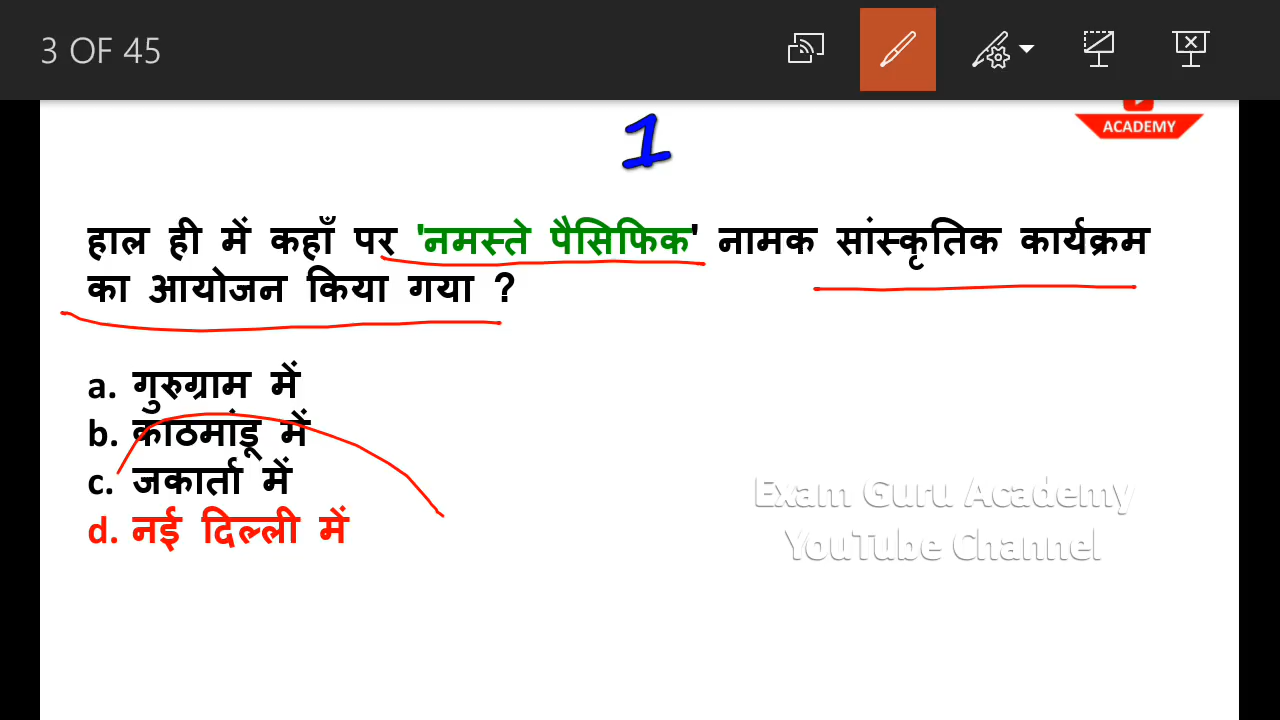 3 OF 45
ACADEMY
1
हाल ही में कहाँ पर 'नमस्ते पैसिफिक' नामक सांस्कृतिक कार्यक्रम
का आयोजन किया गया ?
a. गुरुग्राम में
b. काठमांडू में
c. जकार्ता में
d. नई दिल्ली में
Exam Guru Academy
YouTube Channel